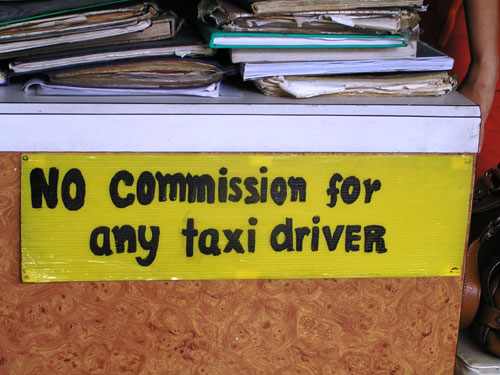 NO commission for
any taxi driVER